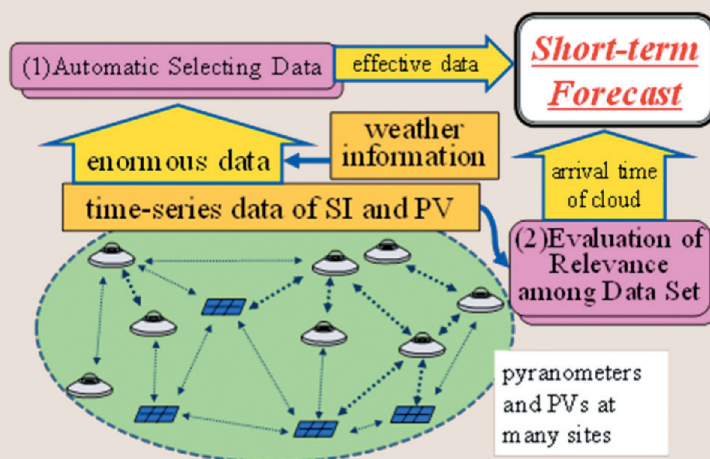 (1)Automatic Selecting Data
effective data
Short-term
Forecast
enormous data
weather
information
arrival time
of cloud
time-series data of SI and PV
(2)Evaluation of
Relevance
among Data Set
pyranometers
and PVs at
many sites